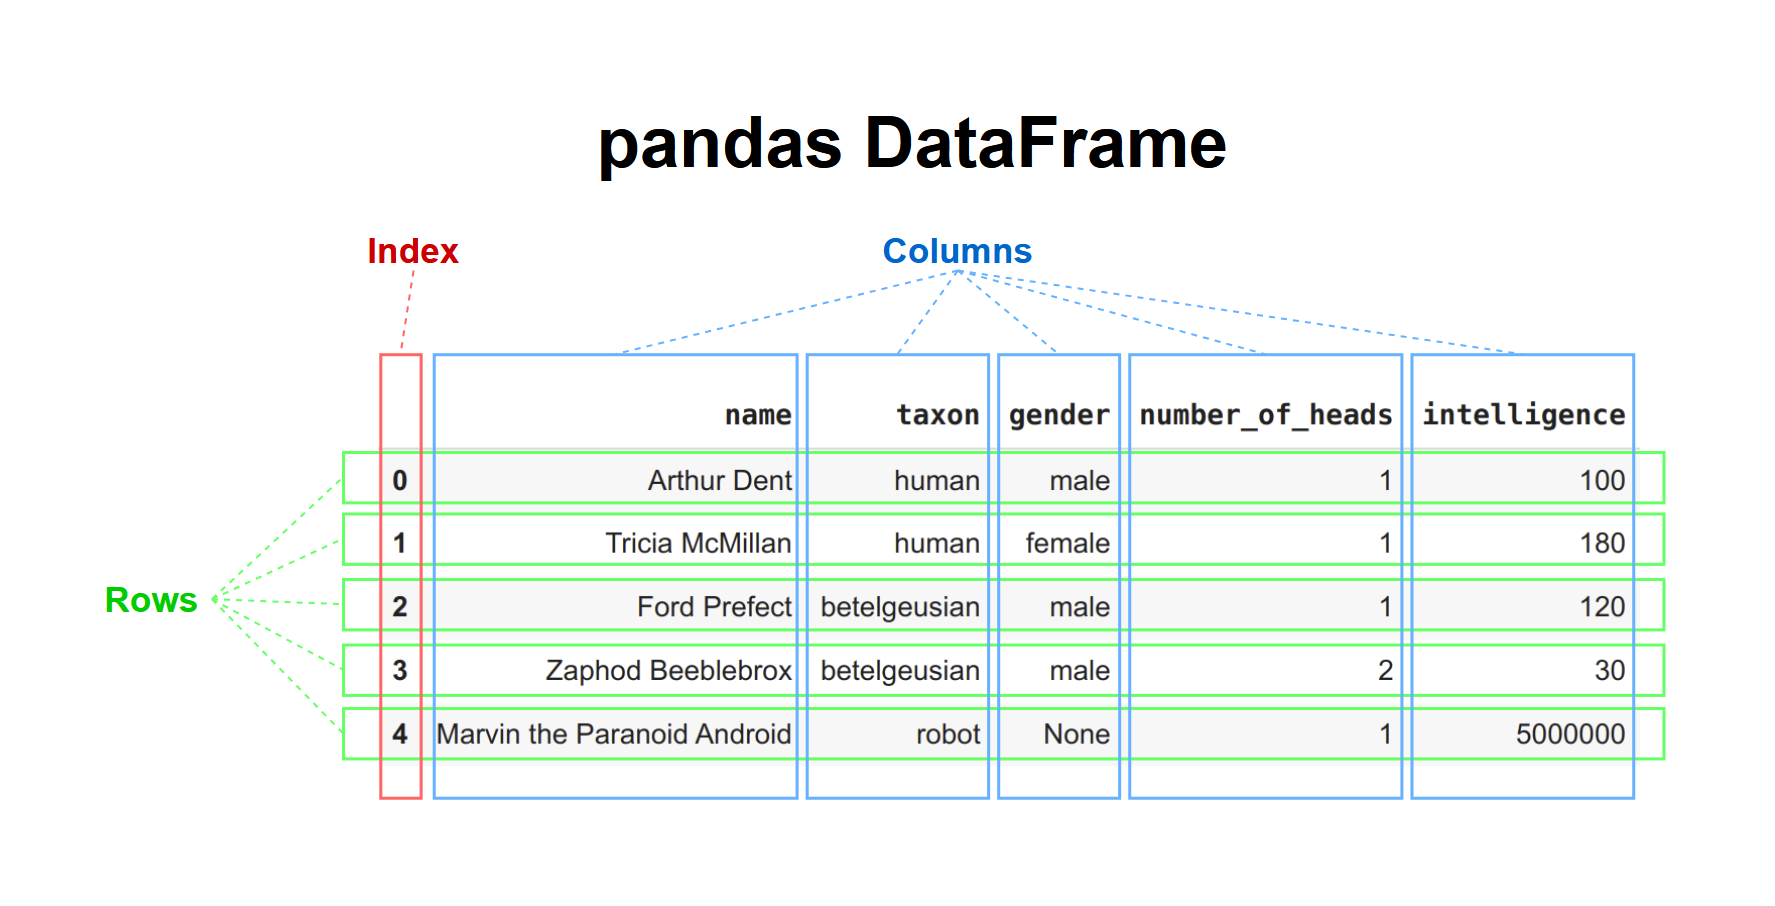 pandas DataFrame
Index Columns
name taxon gender number_of_heads intelligence
0 Arthur Dent human male 1 100
1 Tricia McMillan human female 1 180
Rows
2 Ford Prefect betelgeusian male 1 120
3 Zaphod Beeblebrox betelgeusian male 2 30
4 Marvin the Paranoid Android robot None 1 5000000